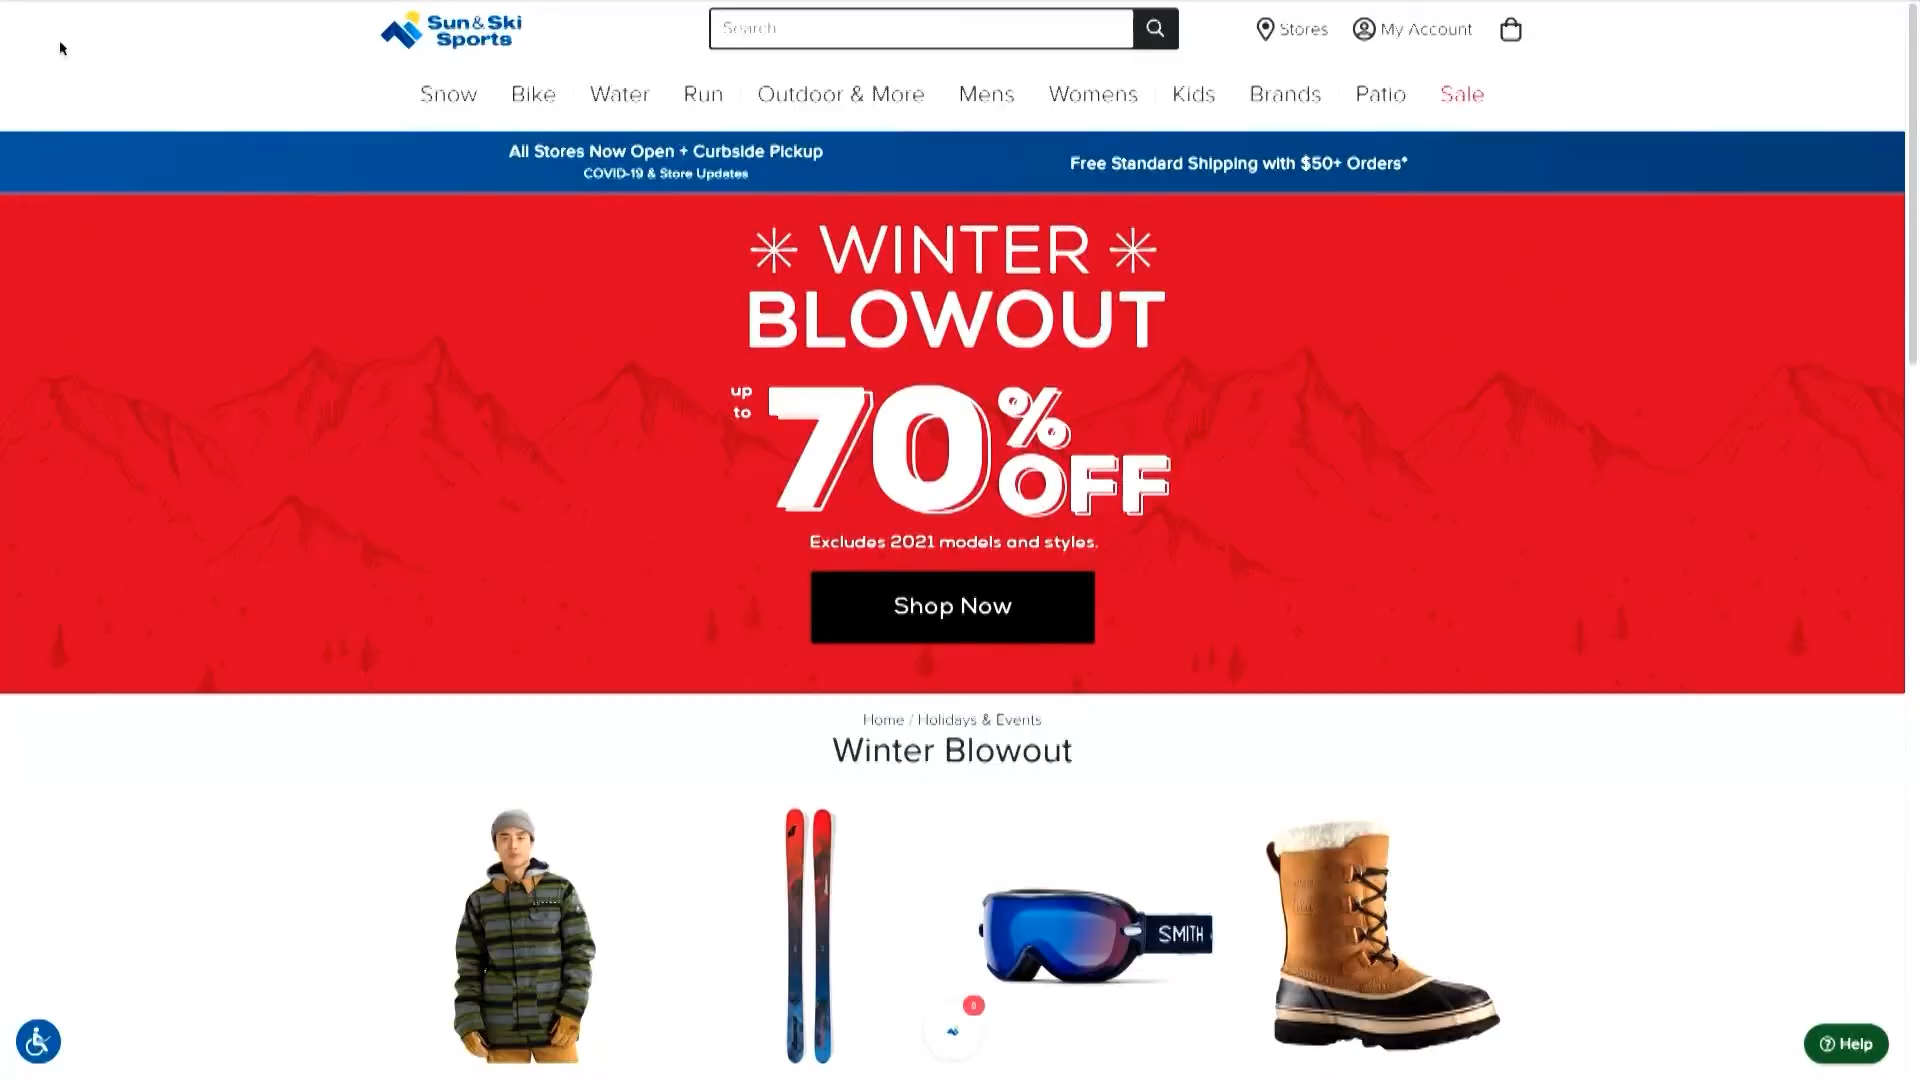 Sun & Ski
Sports
Search
Stores
My Account
Snow
Bike
Water
Run
Outdoor & More
Mens
Womens
Kids
Brands
Patio
Sale
All Stores Now Open + Curbside Pickup
COVID-19 & Store Updates
Free Standard Shipping with $50+ Orders*
WINTER
BLOWOUT
up
to
70% OFF
Excludes 2021 models and styles.
Shop Now
Home / Holidays & Events
Winter Blowout
SMITH
0
Help